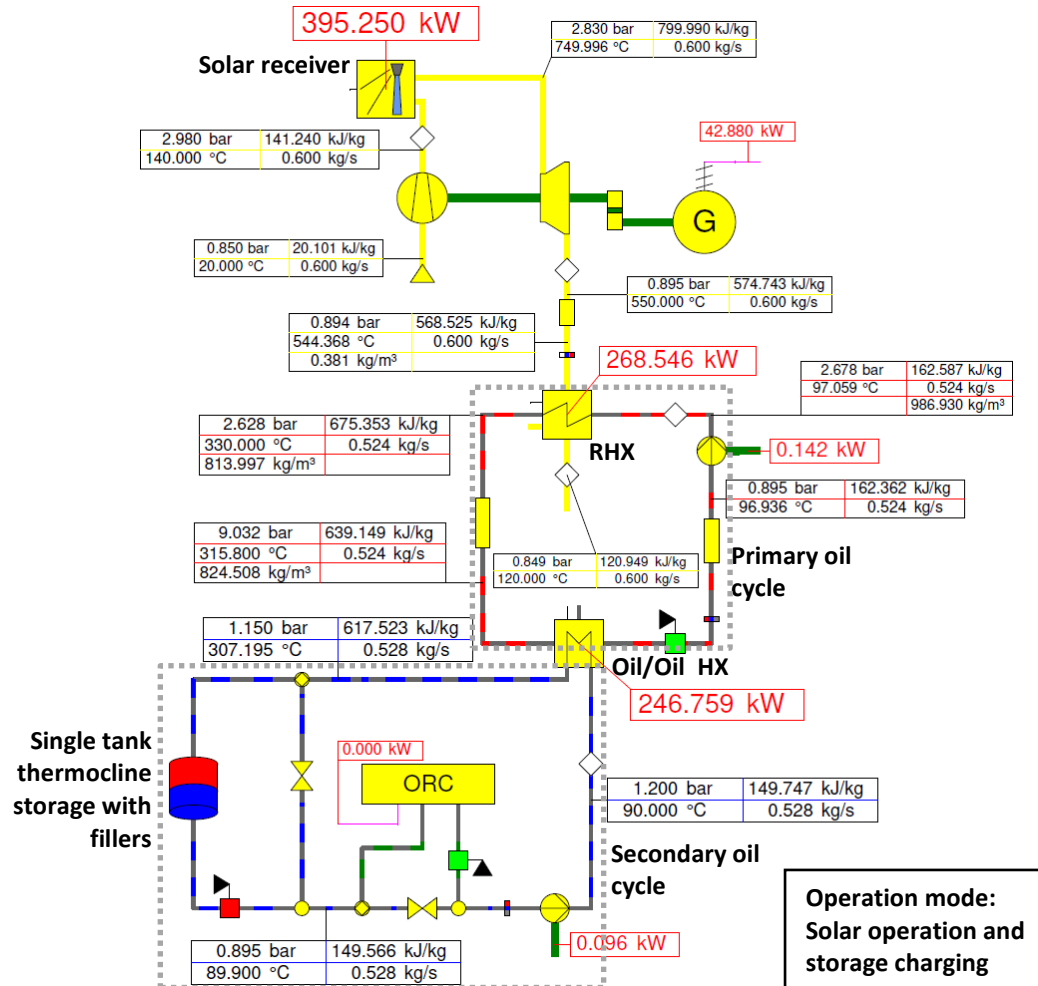 395.250 kW
Solar receiver
2.830 bar 799.990 kJ/kg
749.996 °C 0.600 kg/s
2.980 bar 141.240 kJ/kg
140.000 °C 0.600 kg/s
42.880 kW
G
0.850 bar 20.101 kJ/kg
20.000 °C 0.600 kg/s
0.895 bar 574.743 kJ/kg
550.000 °C 0.600 kg/s
0.894 bar 568.525 kJ/kg
544.368 °C 0.600 kg/s
0.381 kg/m³
268.546 kW
2.678 bar 162.587 kJ/kg
97.059 °C 0.524 kg/s
986.930 kg/m³
2.628 bar 675.353 kJ/kg
330.000 °C 0.524 kg/s
813.997 kg/m³
RHX
0.142 kW
0.895 bar 162.362 kJ/kg
96.936 °C 0.524 kg/s
9.032 bar 639.149 kJ/kg
315.800 °C 0.524 kg/s
824.508 kg/m³
0.849 bar 120.949 kJ/kg
120.000 °C 0.600 kg/s
Primary oil
cycle
1.150 bar 617.523 kJ/kg
307.195 °C 0.528 kg/s
Oil/Oil HX
246.759 kW
Single tank
thermocline
storage with
fillers
0.000 kW
ORC
1.200 bar 149.747 kJ/kg
90.000 °C 0.528 kg/s
Secondary oil
cycle
0.895 bar 149.566 kJ/kg
89.900 °C 0.528 kg/s
0.096 kW
Operation mode:
Solar operation and
storage charging